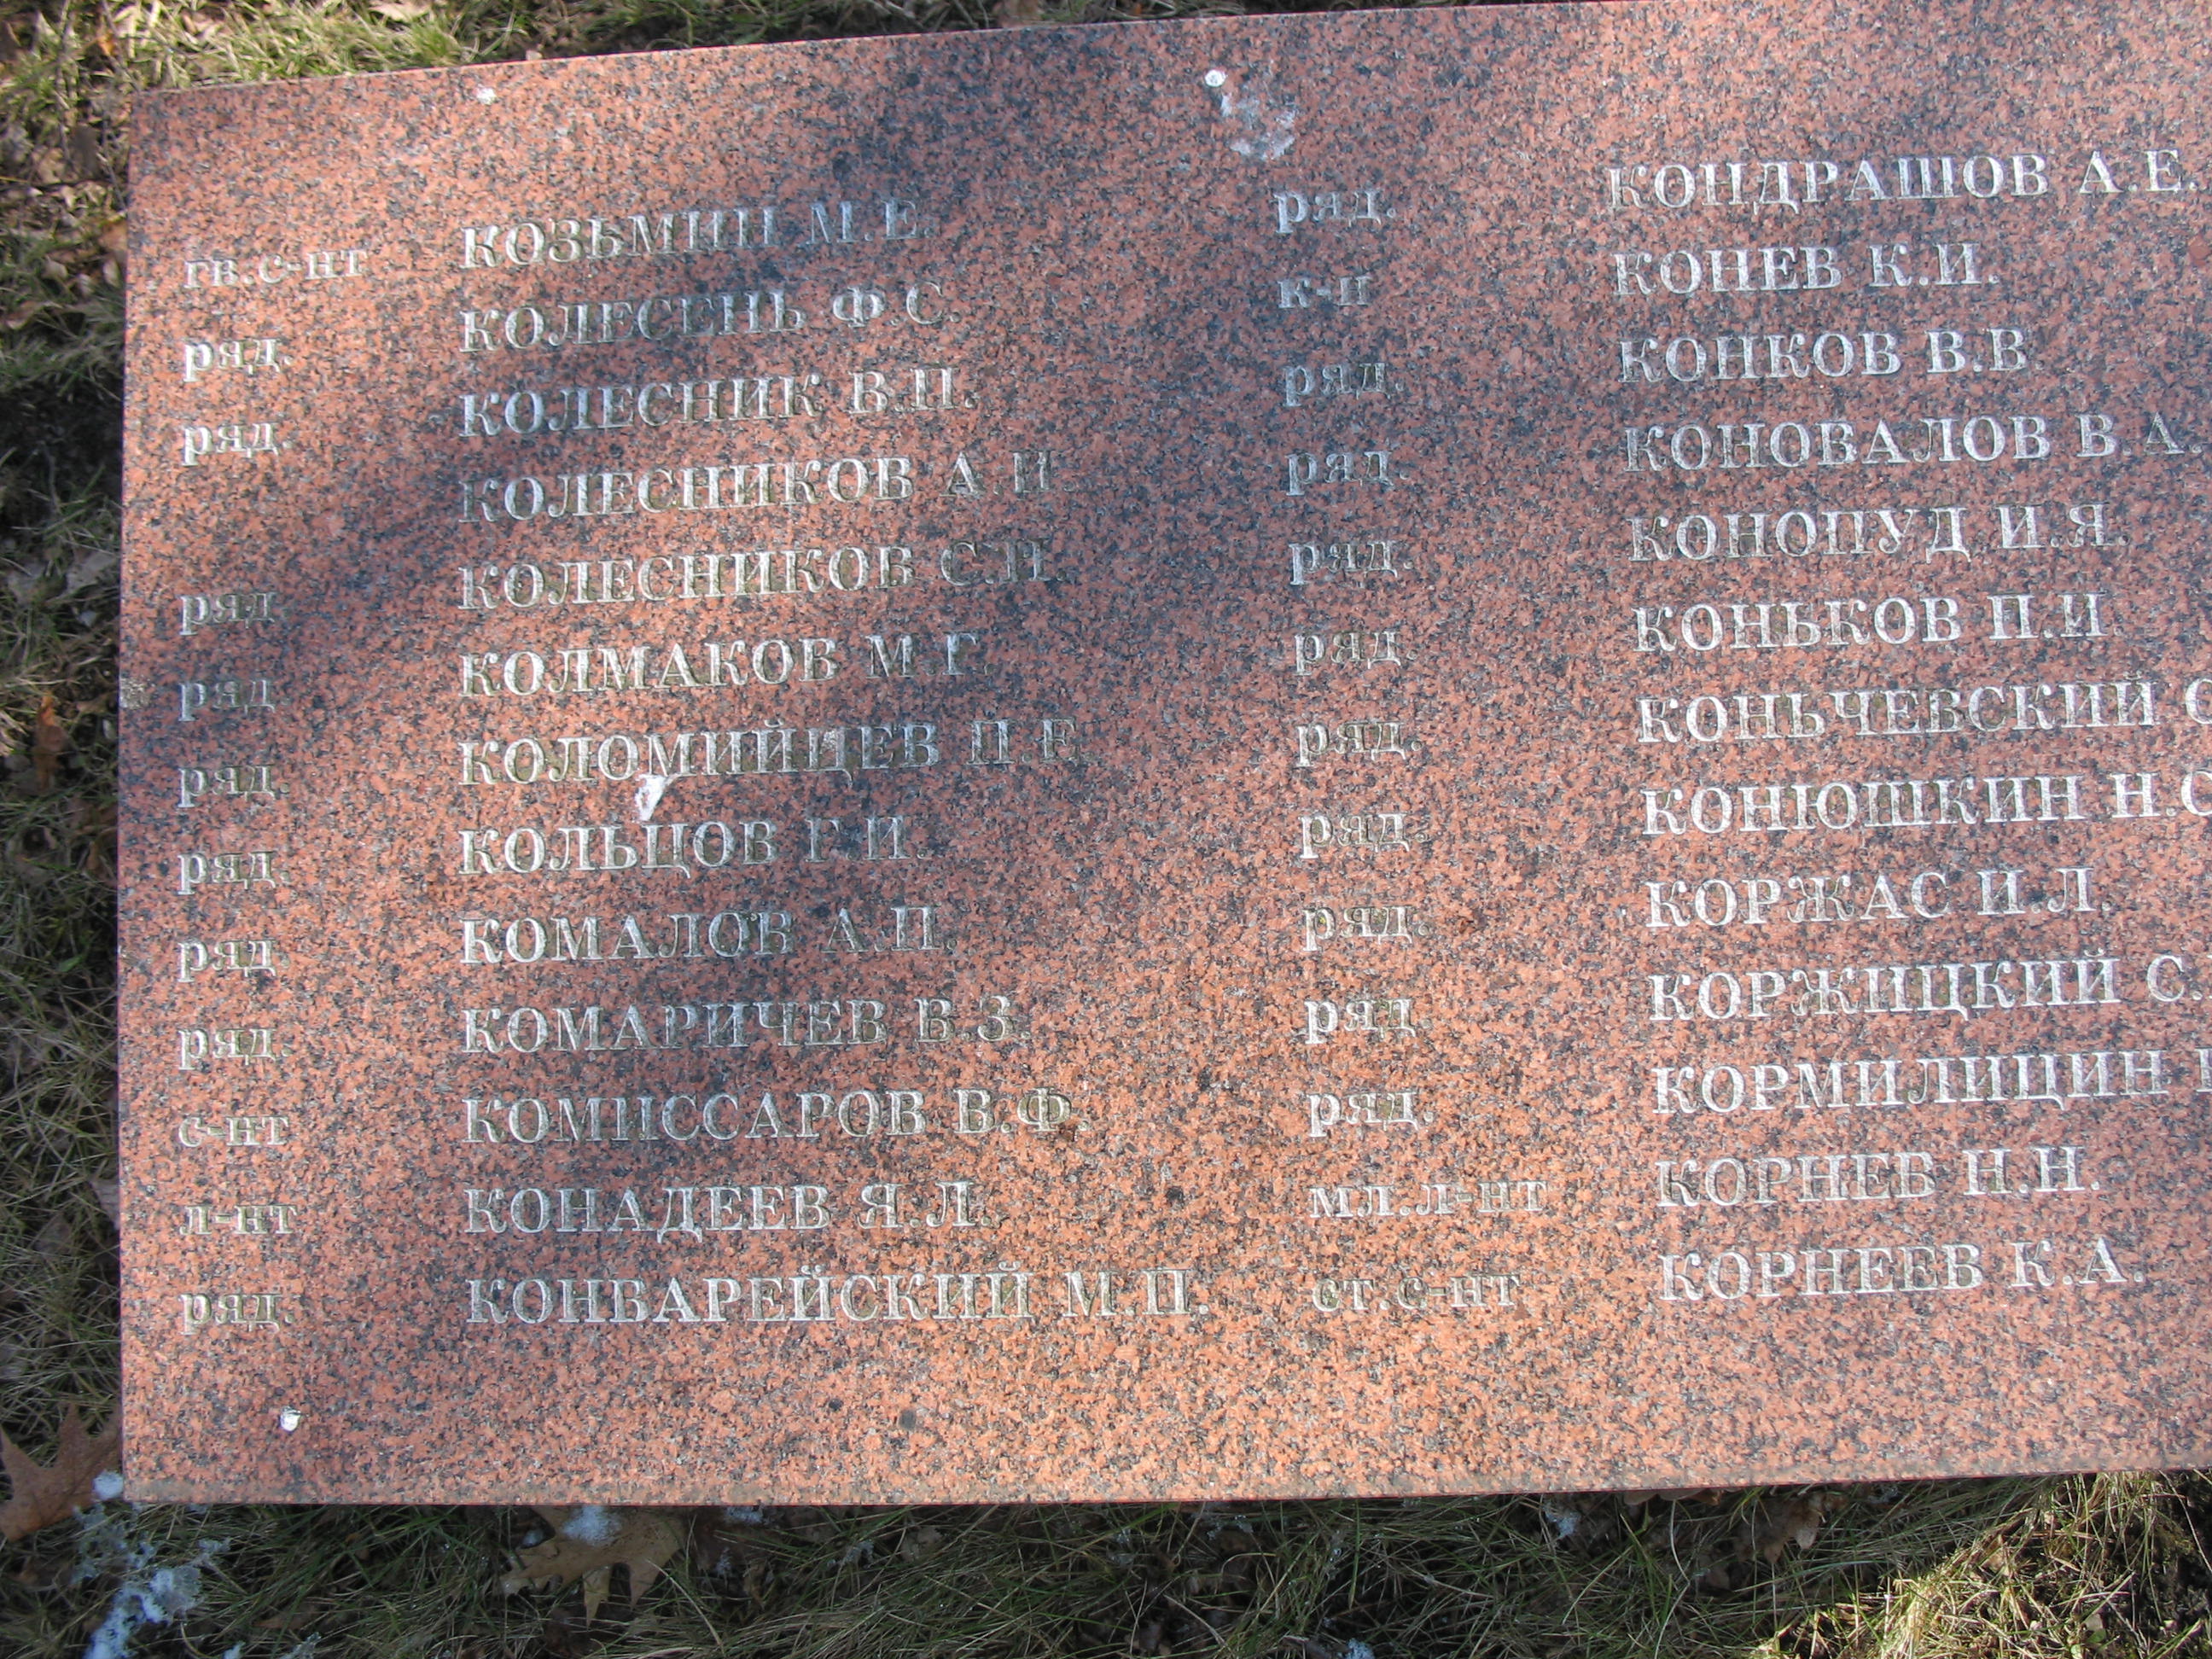 гв.с-нт КОЗЬМИН М.Е.
ряд. КОЛЕСЕНЬ Ф.С.
ряд. КОЛЕСНИК В.П.
КОЛЕСНИКОВ А.И.
ряд. КОЛЕСНИКОВ С.Н.
ряд. КОЛМАКОВ М.Г.
ряд. КОЛОМИЙЦЕВ П.Е.
ряд. КОЛЬЦОВ Г.И.
ряд. КОМАЛОВ А.П.
ряд. КОМАРИЧЕВ В.З.
с-нт КОМИССАРОВ В.Ф.
л-нт КОНАДЕЕВ Я.Л.
ряд. КОНВАРЕЙСКИЙ М.П.
ряд. КОНДРАШОВ А.Е.
к-н КОНЕВ К.И.
ряд. КОНКОВ В.В.
ряд. КОНОВАЛОВ В.А.
ряд. КОНОПУД И.Я.
ряд. КОНЬКОВ П.И.
ряд. КОНЬЧЕВСКИЙ
ряд. КОНЮШКИН Н.С
ряд. КОРЖАС И.Л.
ряд. КОРЖИЦКИЙ С.
ряд. КОРМИЛИЦИН
мл.л-нт КОРНЕВ Н.Н.
ст.с-нт КОРНЕЕВ К.А.